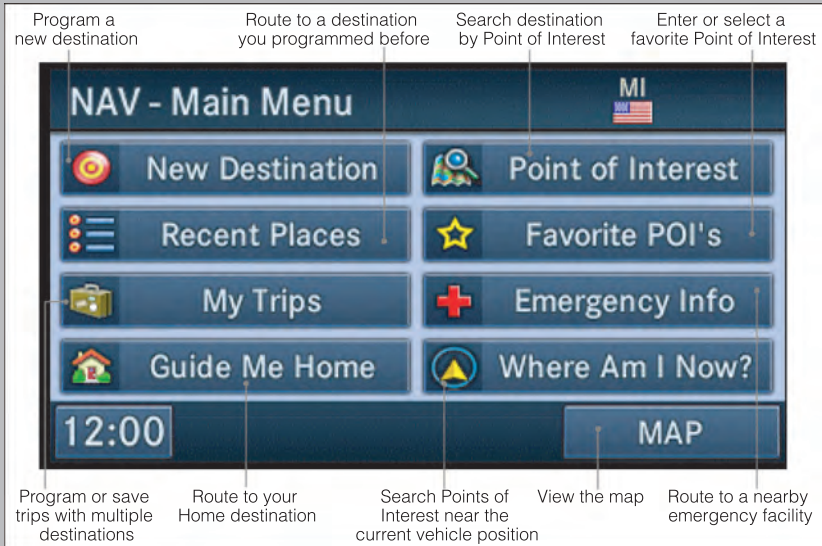 Program a
new destination
Route to a destination
you programmed before
Search destination
by Point of Interest
Enter or select a
favorite Point of Interest
NAV - Main Menu
MI
New Destination
Point of Interest
Recent Places
Favorite POI's
My Trips
Emergency Info
Guide Me Home
Where Am I Now?
12:00
MAP
Program or save
trips with multiple
destinations
Route to your
Home destination
Search Points of
Interest near the
current vehicle position
View the map
Route to a nearby
emergency facility